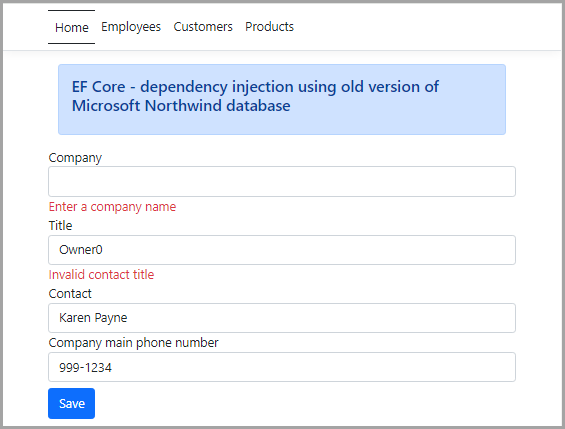 Home Employees Customers Products
EF Core - dependency injection using old version of
Microsoft Northwind database
Company
Enter a company name
Title
Owner0
Invalid contact title
Contact
Karen Payne
Company main phone number
999-1234
Save